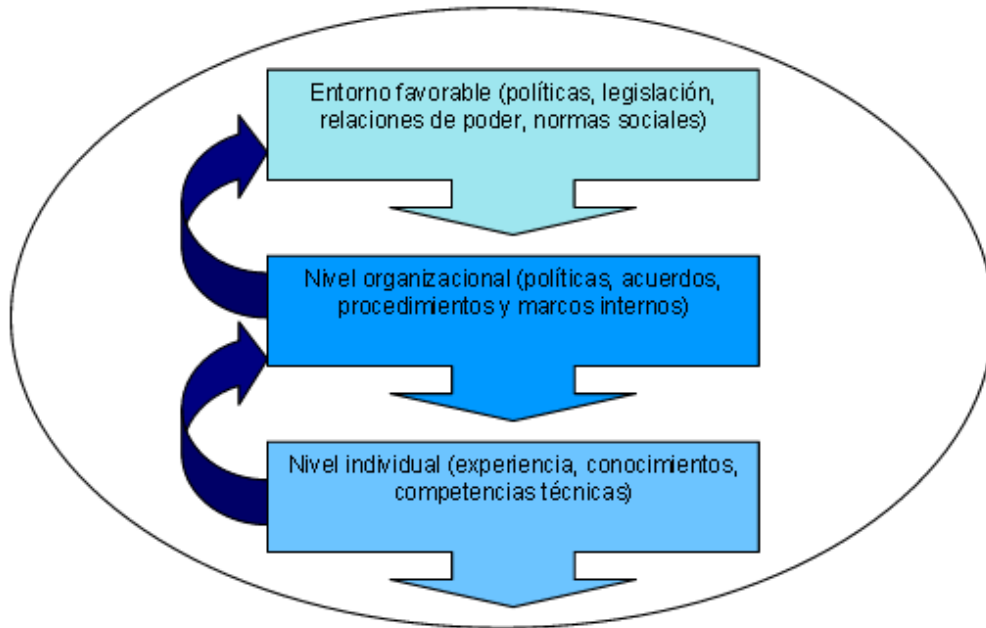 Entorno favorable (políticas, legislación,
relaciones de poder, normas sociales)
Nivel organizacional (políticas, acuerdos,
procedimientos y marcos internos)
Nivel individual (experiencia, conocimientos,
competencias técnicas)